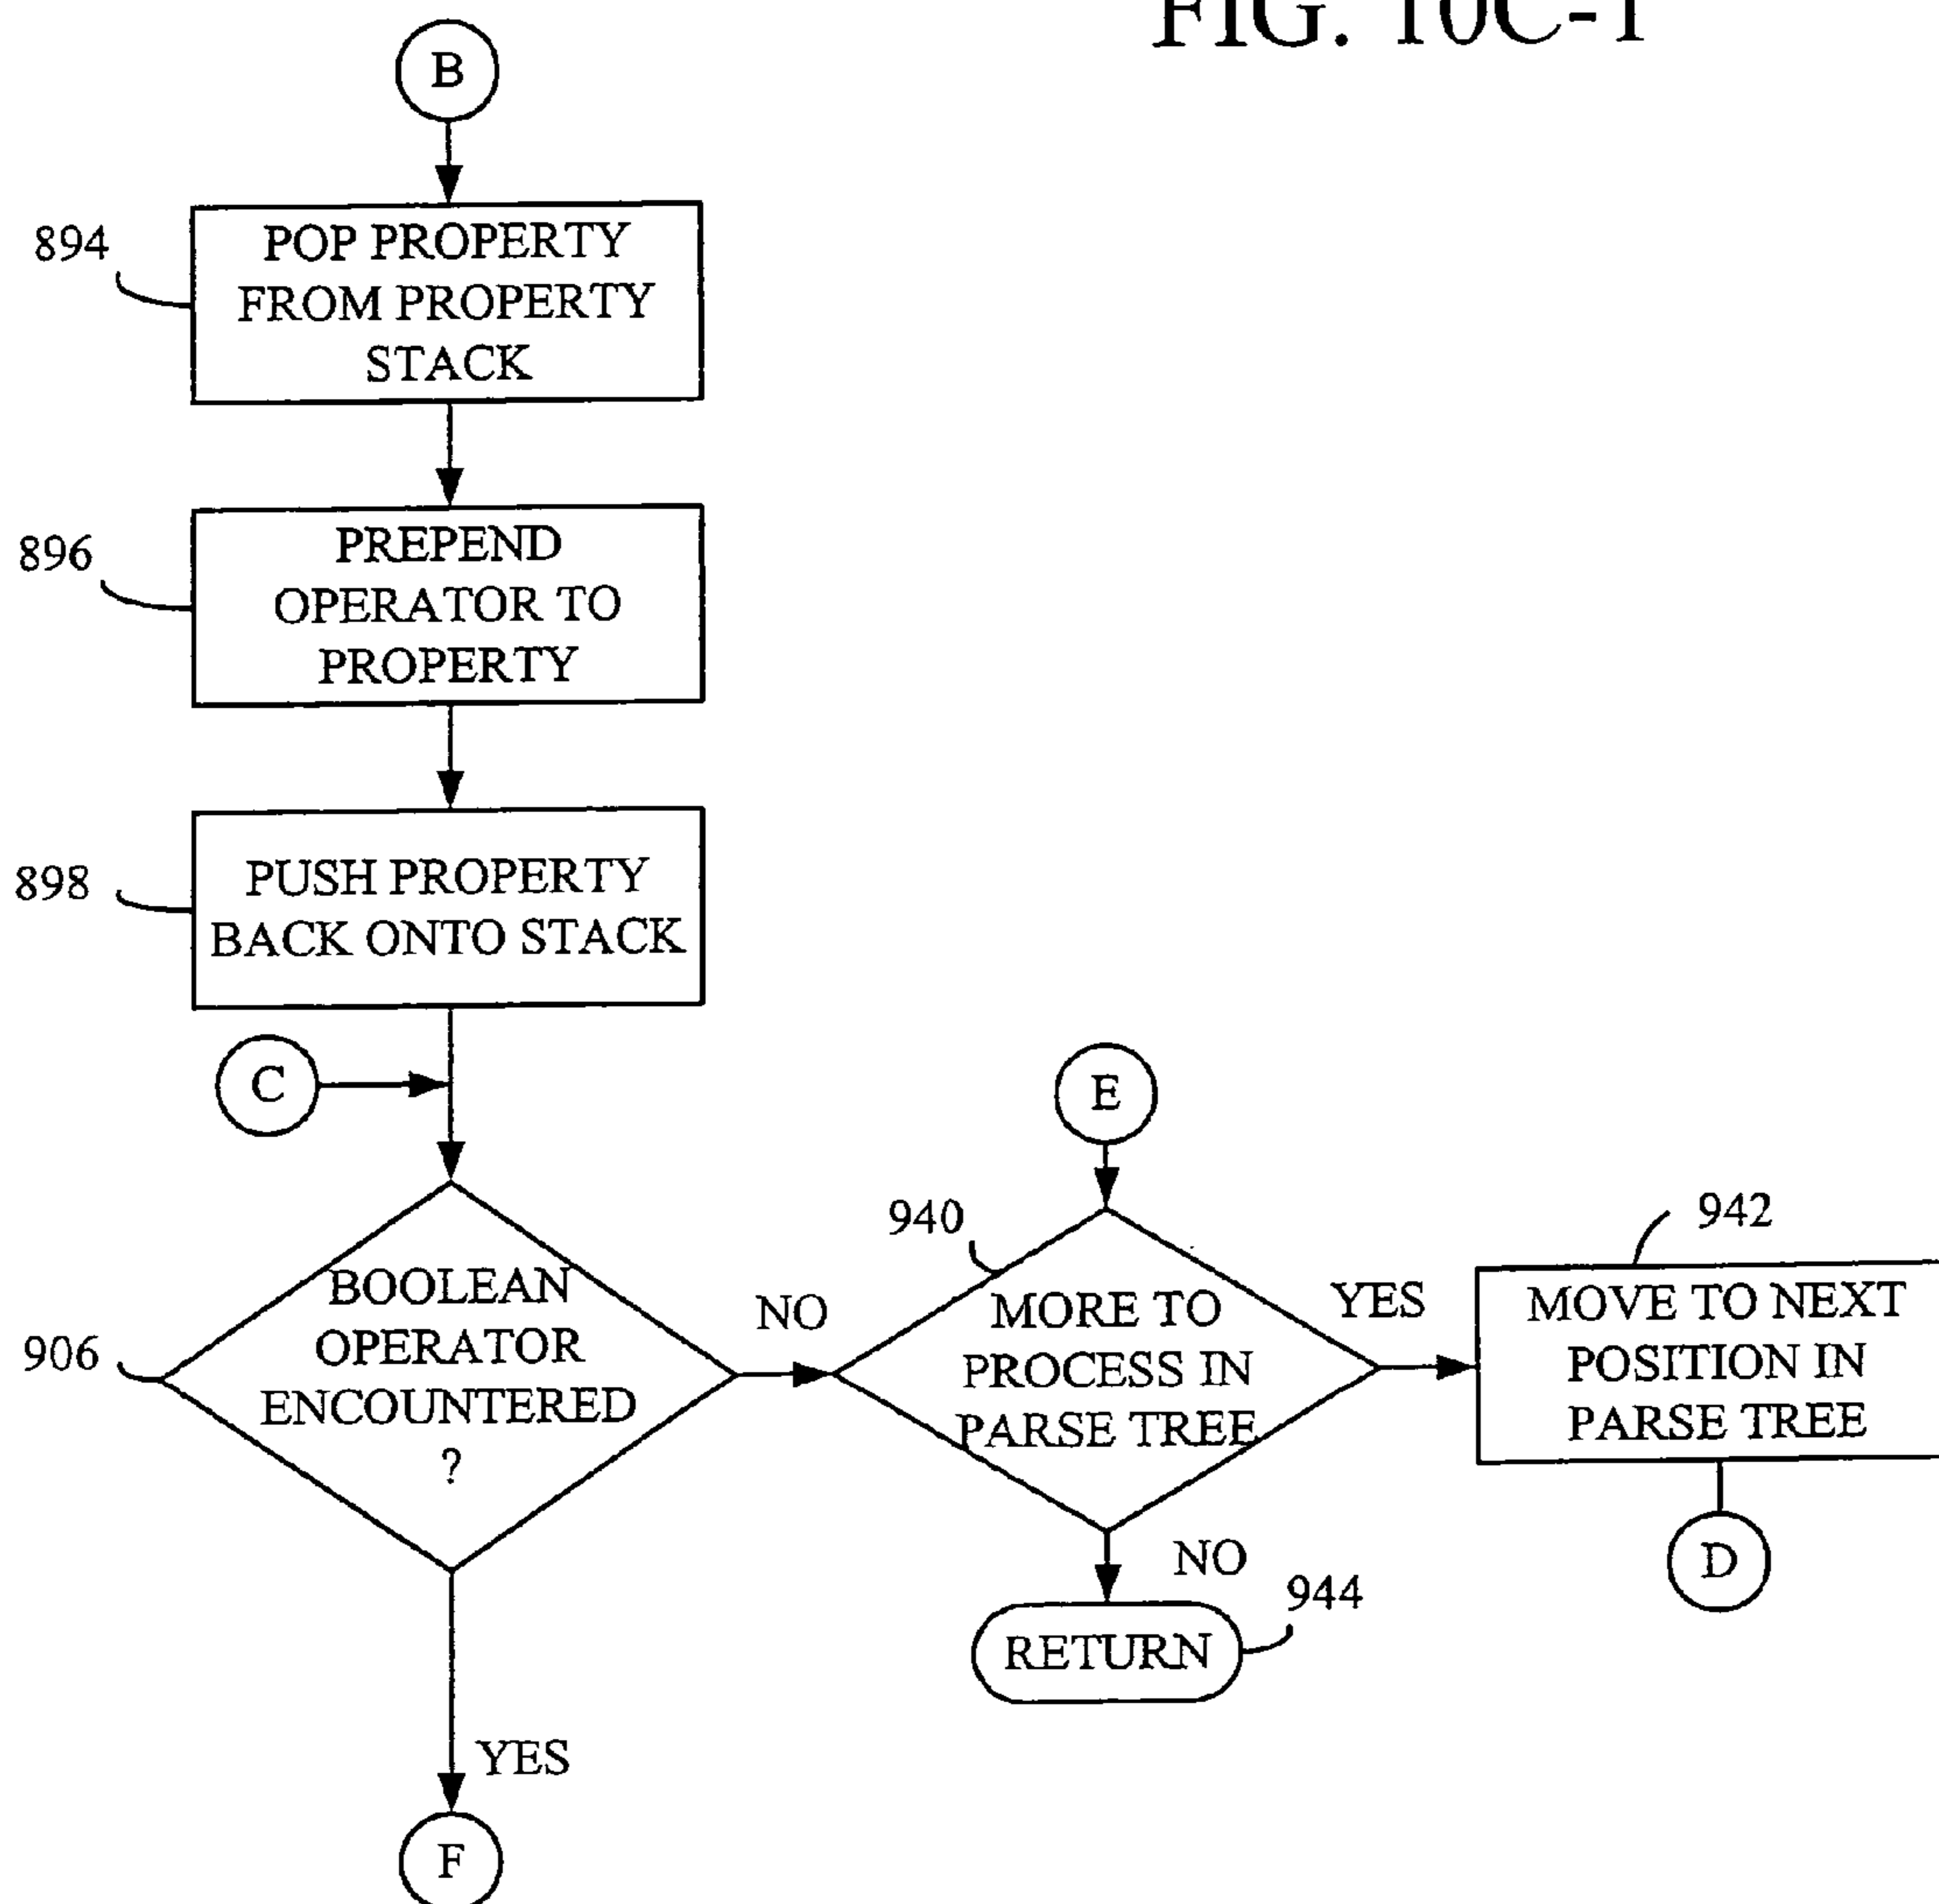 FIG. 10C-1
B
894
POP PROPERTY
FROM PROPERTY
STACK
896
PREPEND
OPERATOR TO
PROPERTY
898
PUSH PROPERTY
BACK ONTO STACK
C
E
906
BOOLEAN
OPERATOR
ENCOUNTERED
?
NO
940
MORE TO
PROCESS IN
PARSE TREE
YES
942
MOVE TO NEXT
POSITION IN
PARSE TREE
D
NO
944
RETURN
YES
F